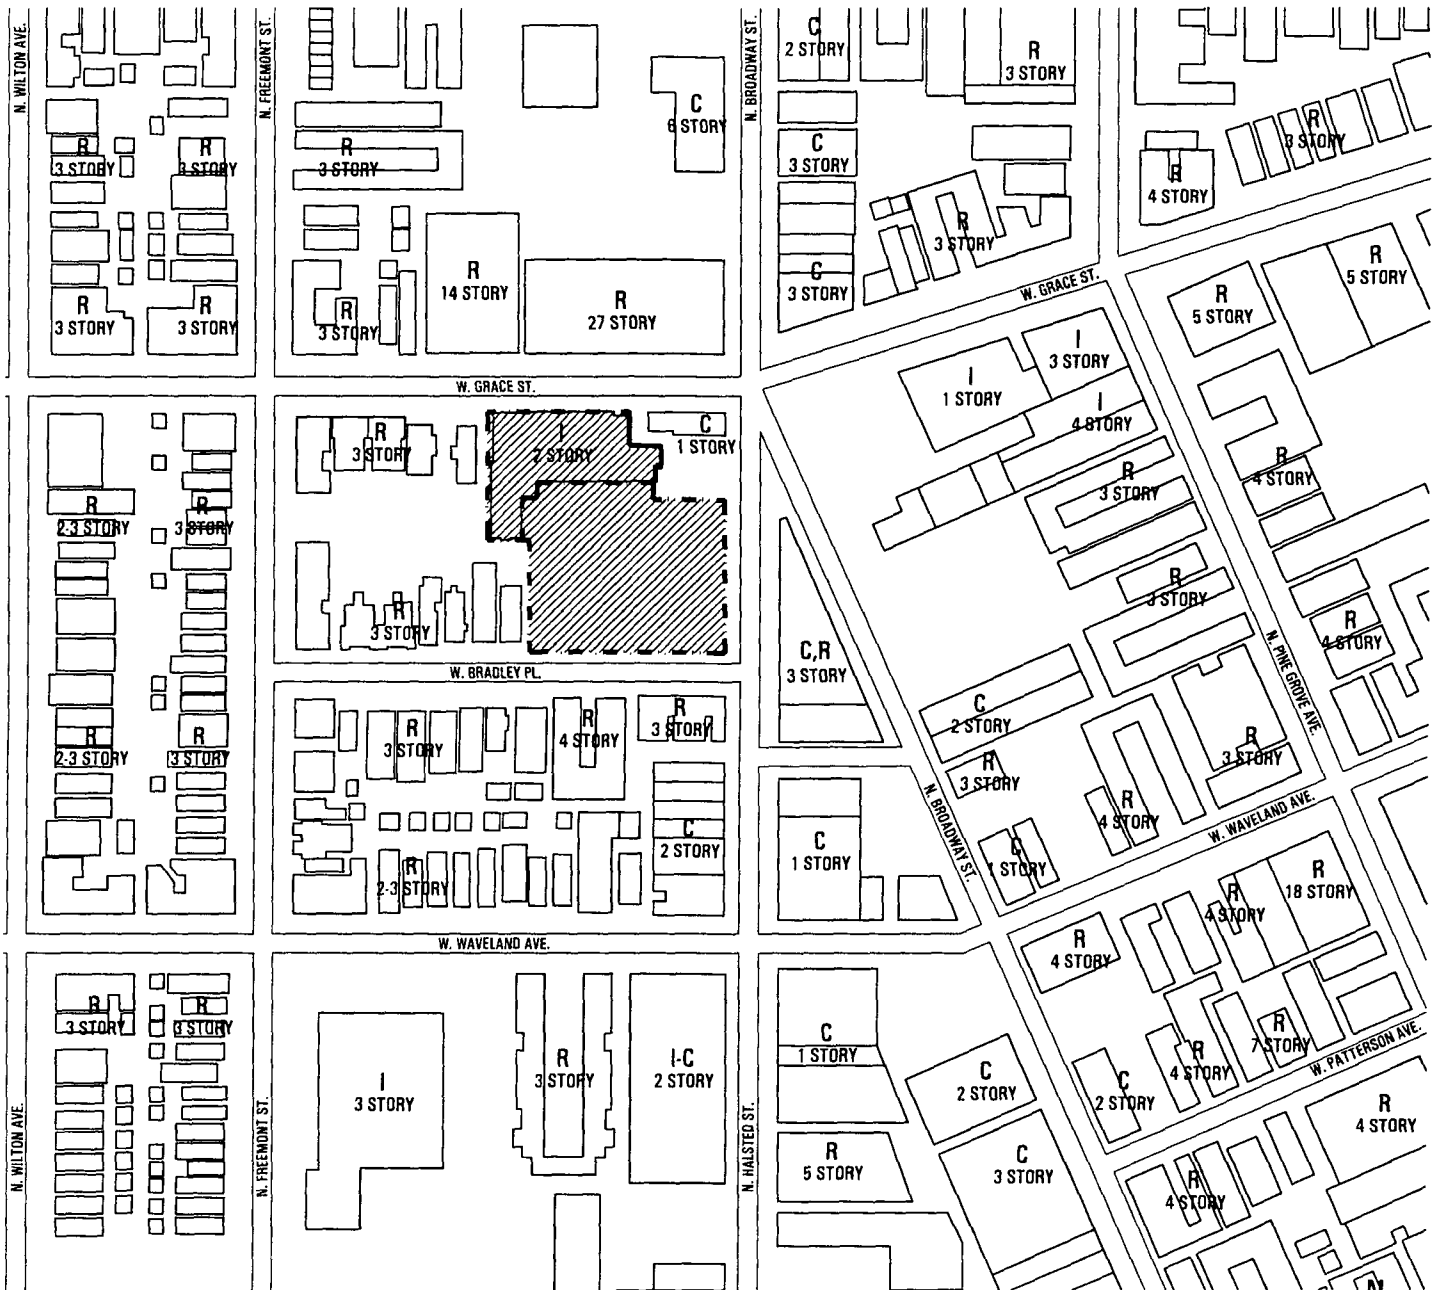 N. WILTON AVE.
N. FREEMONT ST.
N. BROADWAY ST.
C
2 STORY
R
3 STORY
C
6 STORY
R
3 STORY
R
3 STORY
R
3 STORY
C
3 STORY
R
3 STORY
R
4 STORY
R
3 STORY
C
3 STORY
R
14 STORY
R
27 STORY
R
3 STORY
R
3 STORY
R
3 STORY
W. GRACE ST.
R
5 STORY
R
5 STORY
W. GRACE ST.
I
3 STORY
I
1 STORY
I
4 STORY
R
3 STORY
I
2 STORY
C
1 STORY
R
3 STORY
R
4 STORY
R
2-3 STORY
R
3 STORY
R
3 STORY
R
3 STORY
R
4 STORY
C,R
3 STORY
N. PINE GROVE AVE.
W. BRADLEY PL.
R
3 STORY
R
4 STORY
R
3 STORY
C
2 STORY
R
2-3 STORY
R
3 STORY
R
3 STORY
R
3 STORY
N. BROADWAY ST.
R
4 STORY
W. WAVELAND AVE.
C
2 STORY
C
1 STORY
C
1 STORY
R
2-3 STORY
R
4 STORY
R
18 STORY
W. WAVELAND AVE.
R
4 STORY
R
3 STORY
R
3 STORY
I
3 STORY
R
3 STORY
I-C
2 STORY
C
1 STORY
C
2 STORY
C
2 STORY
R
4 STORY
R
7 STORY
W. PATTERSON AVE.
R
4 STORY
N. WILTON AVE.
N. FREEMONT ST.
N. HALSTED ST.
R
5 STORY
C
3 STORY
R
4 STORY
N